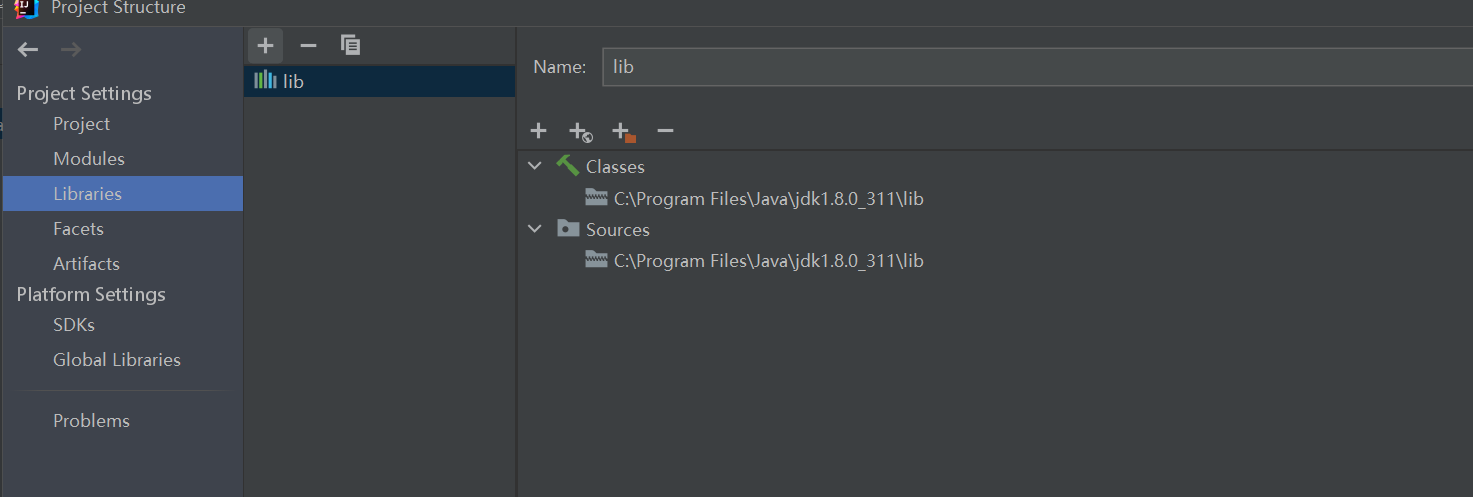 Project Structure
Project Settings
Project
Modules
Libraries
Facets
Artifacts
Platform Settings
SDKs
Global Libraries
Problems
lib
Name: lib
Classes
C:\Program Files\Java\jdk1.8.0_311\lib
Sources
C:\Program Files\Java\jdk1.8.0_311\lib